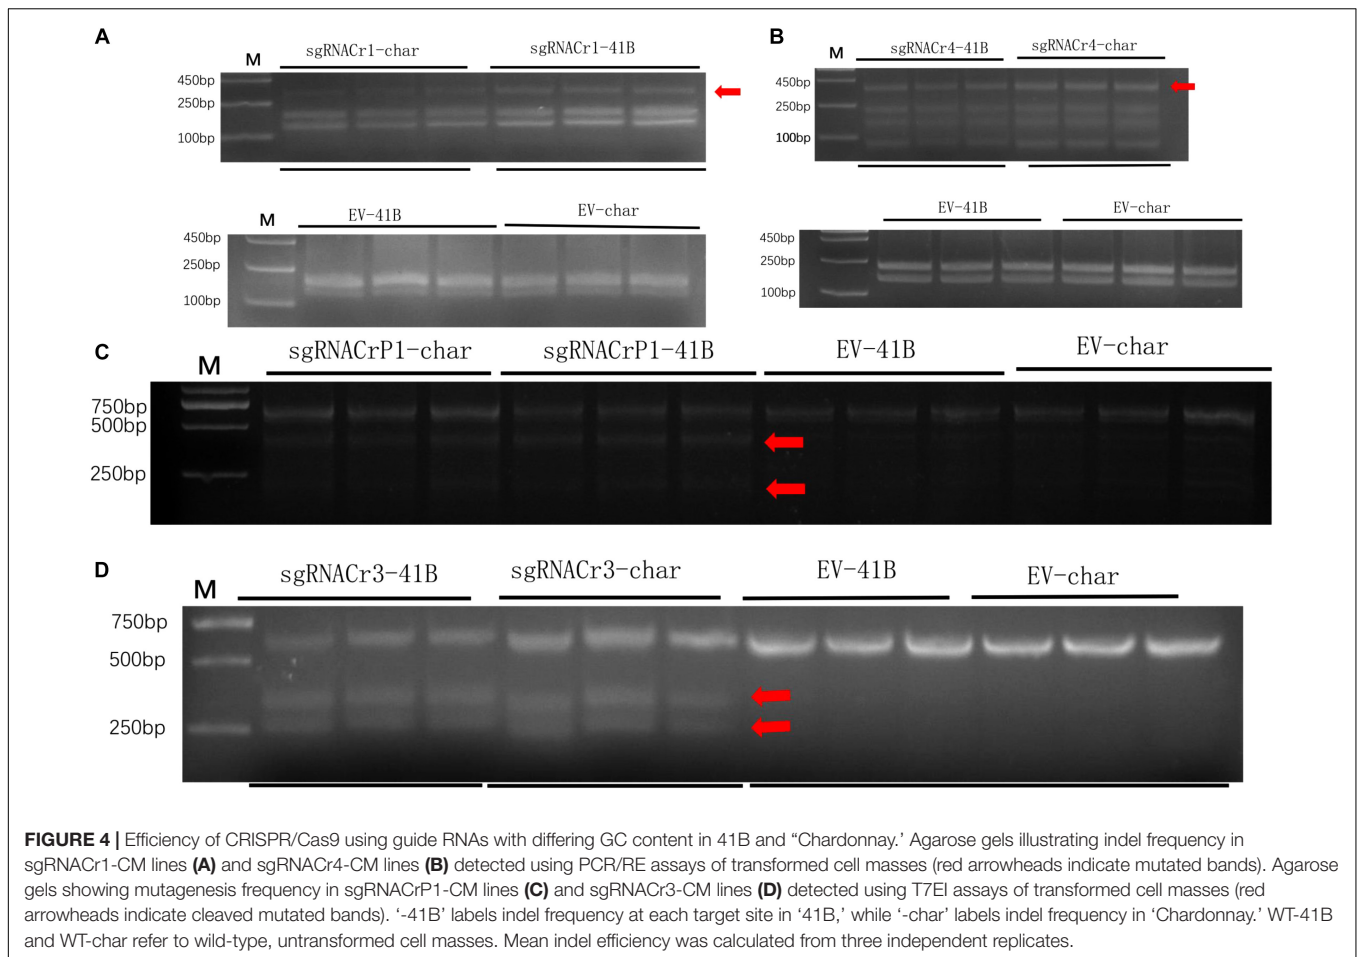 A
M sgRNACr1-char sgRNACr1-41B
450bp
250bp
100bp
M EV-41B EV-char
450bp
250bp
100bp
B
M sgRNACr4-41B sgRNACr4-char
450bp
250bp
100bp
EV-41B EV-char
450bp
250bp
100bp
C
M sgRNACrP1-char sgRNACrP1-41B EV-41B EV-char
750bp
500bp
250bp
D
M sgRNACr3-41B sgRNACr3-char EV-41B EV-char
750bp
500bp
250bp
FIGURE 4 | Efficiency of CRISPR/Cas9 using guide RNAs with differing GC content in 41B and “Chardonnay.’ Agarose gels illustrating indel frequency in
sgRNACr1-CM lines (A) and sgRNACr4-CM lines (B) detected using PCR/RE assays of transformed cell masses (red arrowheads indicate mutated bands). Agarose
gels showing mutagenesis frequency in sgRNACrP1-CM lines (C) and sgRNACr3-CM lines (D) detected using T7EI assays of transformed cell masses (red
arrowheads indicate cleaved mutated bands). ‘-41B’ labels indel frequency at each target site in ‘41B,’ while ‘-char’ labels indel frequency in ‘Chardonnay.’ WT-41B
and WT-char refer to wild-type, untransformed cell masses. Mean indel efficiency was calculated from three independent replicates.